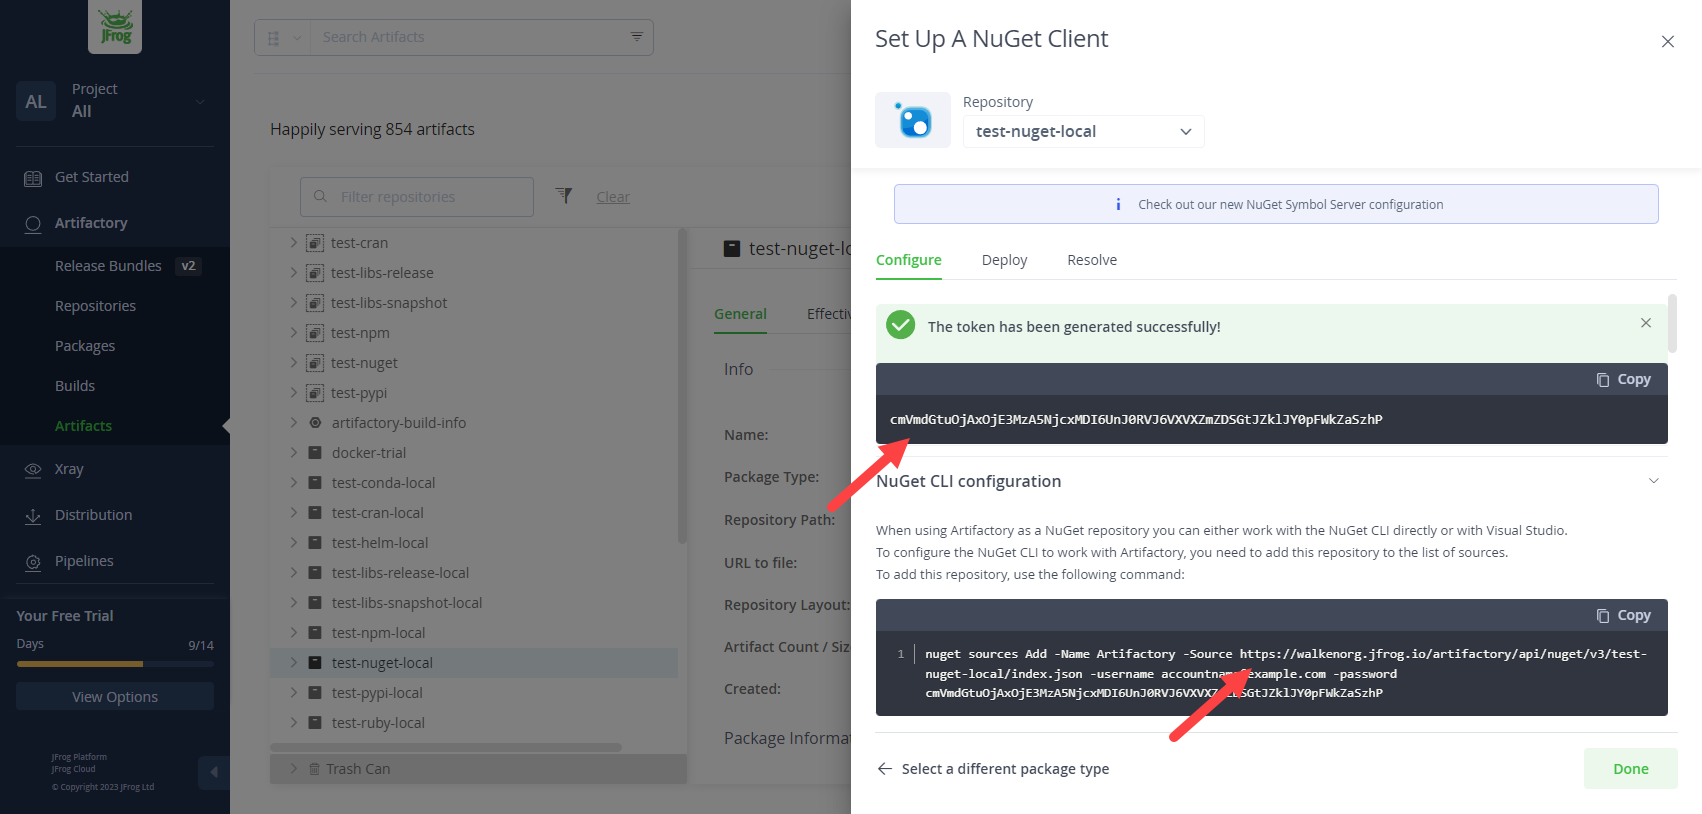 JFrog
AL
Project
All
Get Started
Artifactory
Release Bundles v2
Repositories
Packages
Builds
Artifacts
Xray
Distribution
Pipelines
Your Free Trial
Days 9/14
View Options
JFrog Platform
JFrog Cloud
© Copyright 2023 JFrog Ltd
Search Artifacts
Happily serving 854 artifacts
Filter repositories
Clear
test-cran
test-libs-release
test-libs-snapshot
test-npm
test-nuget
test-pypi
artifactory-build-info
docker-trial
test-conda-local
test-cran-local
test-helm-local
test-libs-release-local
test-libs-snapshot-local
test-npm-local
test-nuget-local
test-pypi-local
test-ruby-local
Trash Can
test-nuget-lo
General Effectiv
Info
Name:
Package Type:
Repository Path:
URL to file:
Repository Layout:
Artifact Count / Siz
Created:
Package Informa
Set Up A NuGet Client
Repository
test-nuget-local
i Check out our new NuGet Symbol Server configuration
Configure Deploy Resolve
The token has been generated successfully!
Copy
cmVmdGtuOjAxOjE3MzA5NjcxMDI6UnJ0RVJ6VXVXZmZDSGtJZklJY0pFWkZaSzhP
NuGet CLI configuration
When using Artifactory as a NuGet repository you can either work with the NuGet CLI directly or with Visual Studio.
To configure the NuGet CLI to work with Artifactory, you need to add this repository to the list of sources.
To add this repository, use the following command:
Copy
1 nuget sources Add -Name Artifactory -Source https://walkenorg.jfrog.io/artifactory/api/nuget/v3/test-
nuget-local/index.json -username -password
Select a different package type
Done